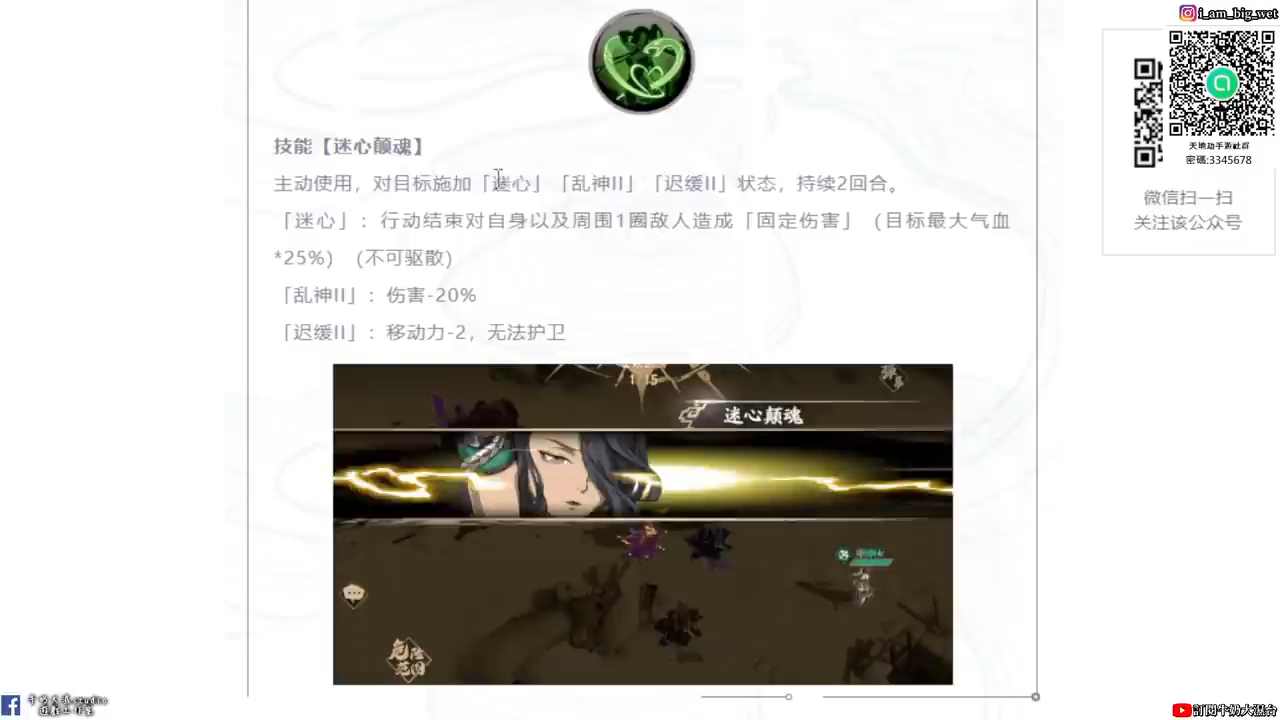 i_am_big_wet
天地劫手游社群
密碼:3345678
微信扫一扫
关注该公众号
技能【迷心颠魂】
主动使用，对目标施加「迷心」「乱神II」「迟缓II」状态，持续2回合。
「迷心」：行动结束对自身以及周围1圈敌人造成「固定伤害」（目标最大气血
*25%）（不可驱散）
「乱神II」：伤害-20%
「迟缓II」：移动力-2，无法护卫
迷心颠魂
危险
范围
訂閱牛奶大混台